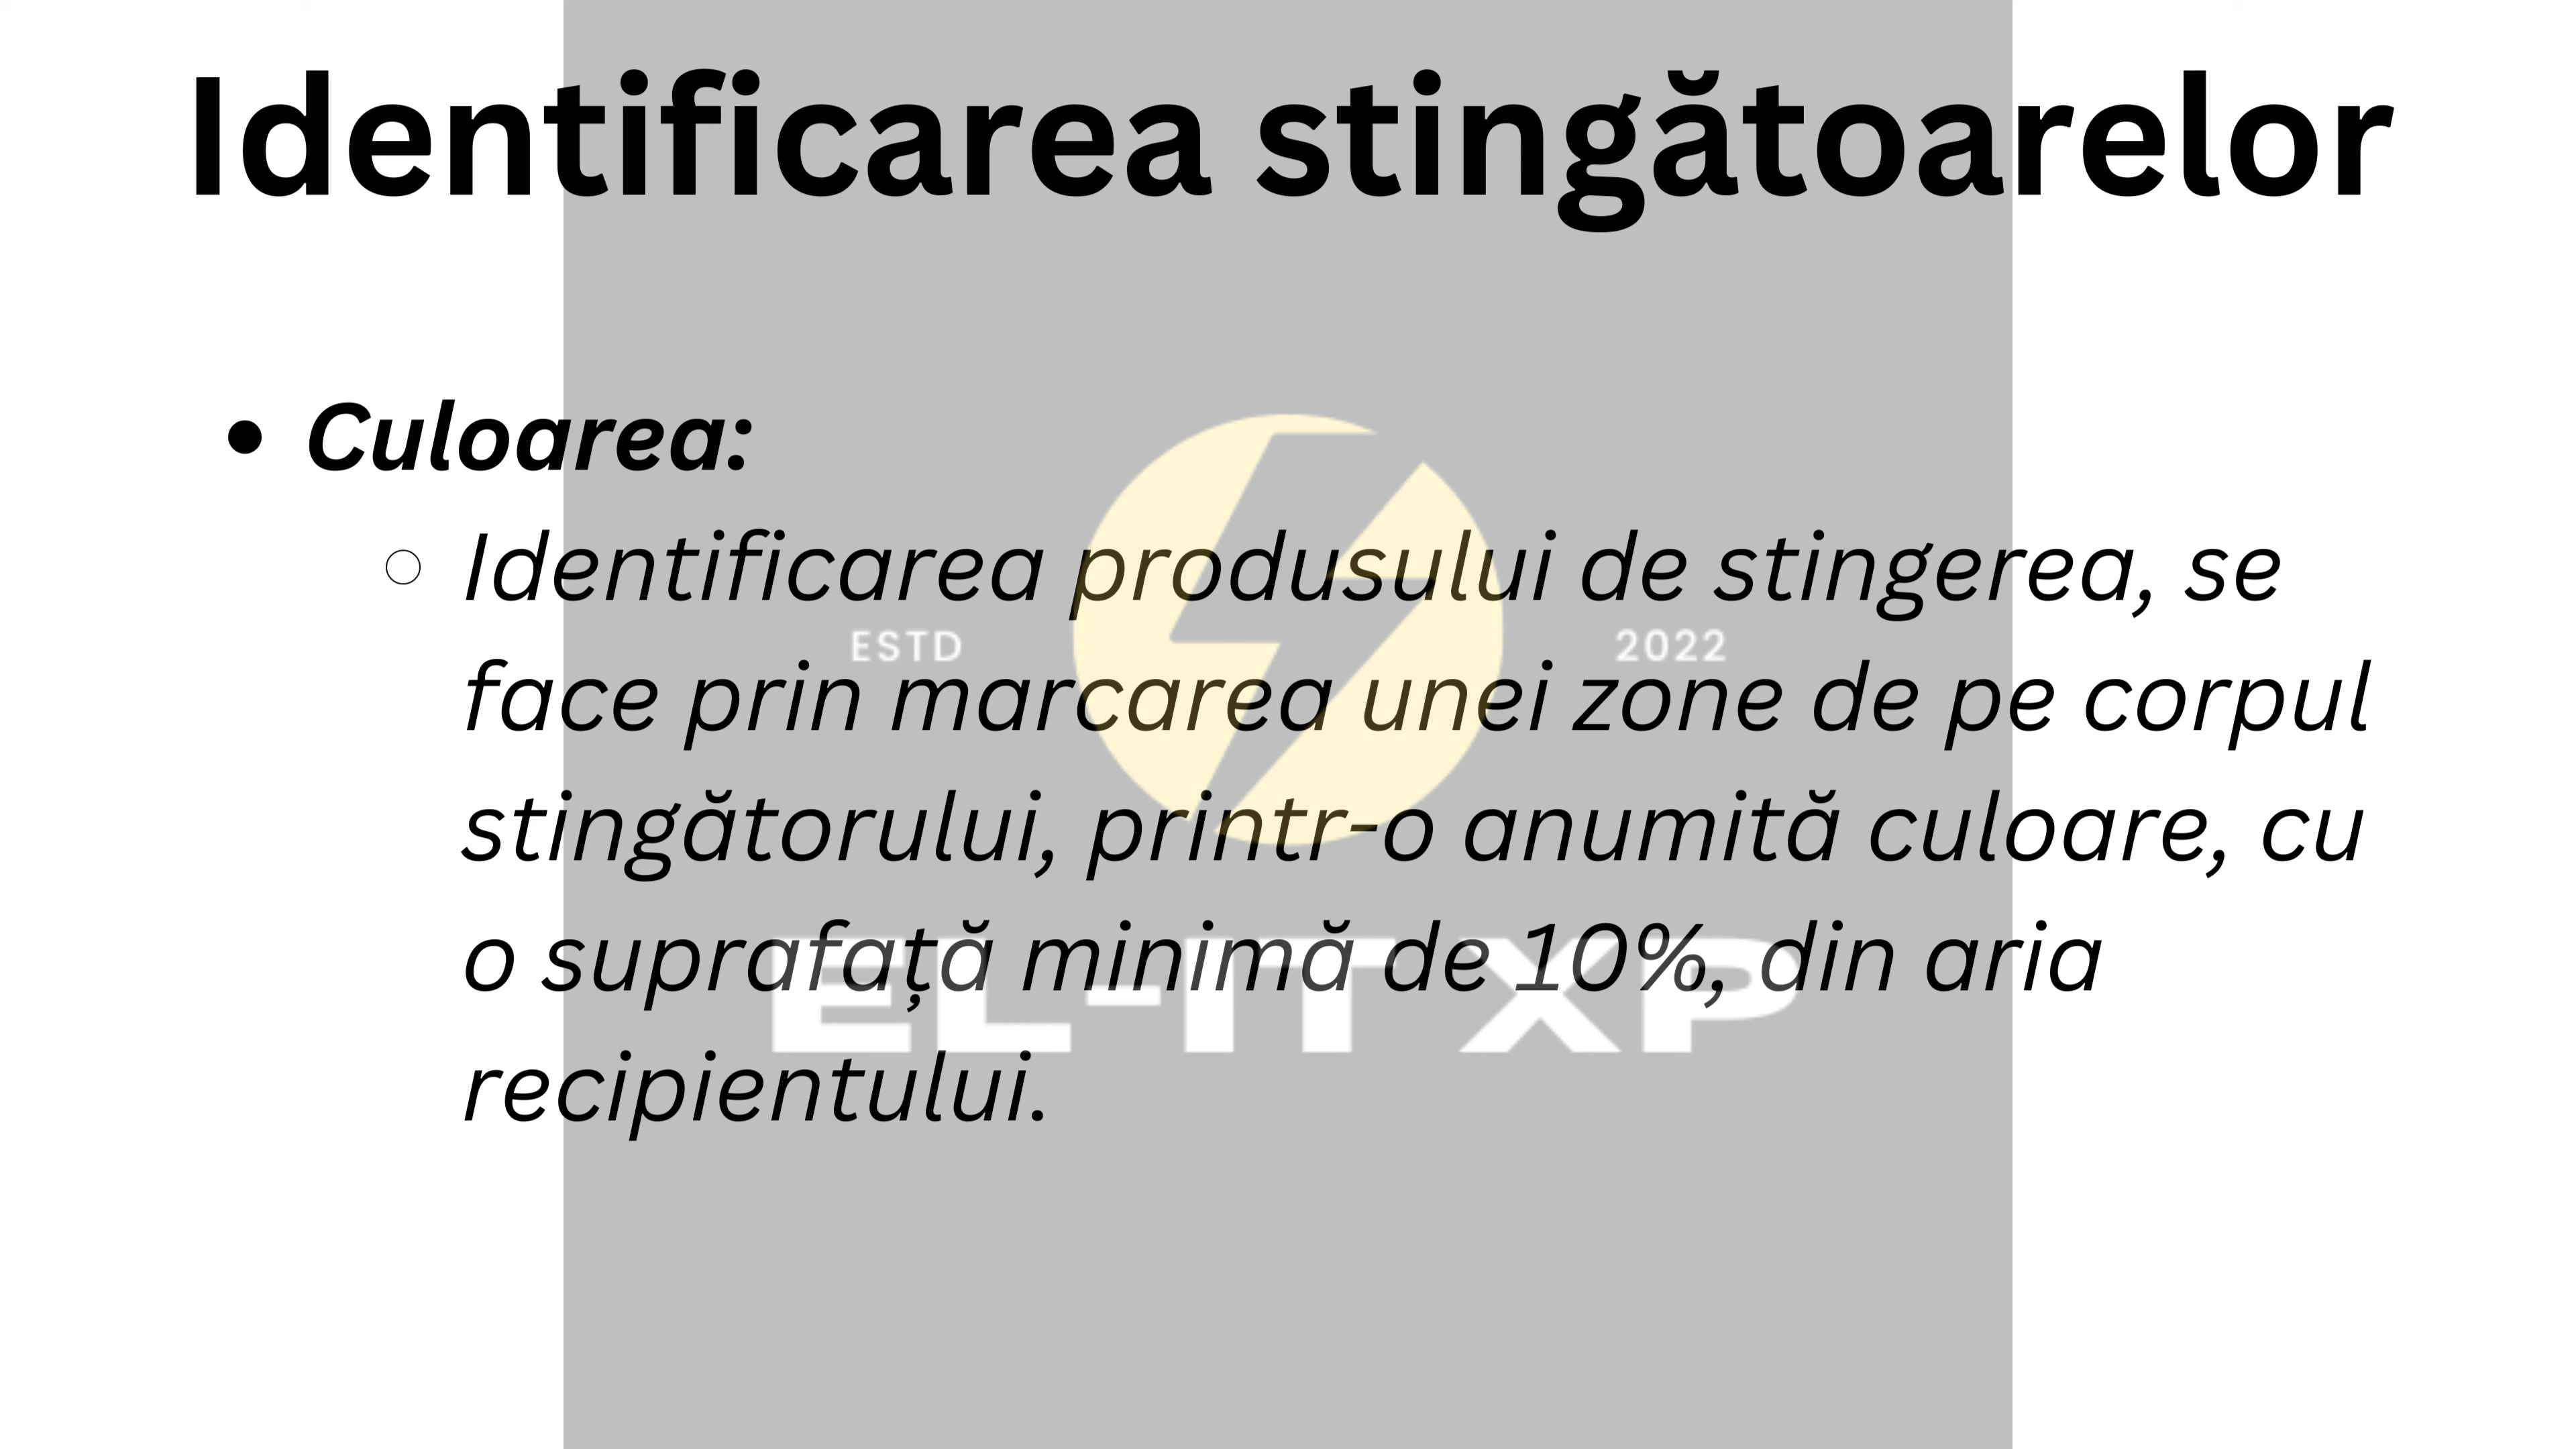 Identificarea stingătoarelor
• Culoarea:
○ Identificarea produsului de stingerea, se
face prin marcarea unei zone de pe corpul
stingătorului, printr-o anumită culoare, cu
o suprafață minimă de 10%, din aria
recipientului.
ESTD 2022
EL-IT XP